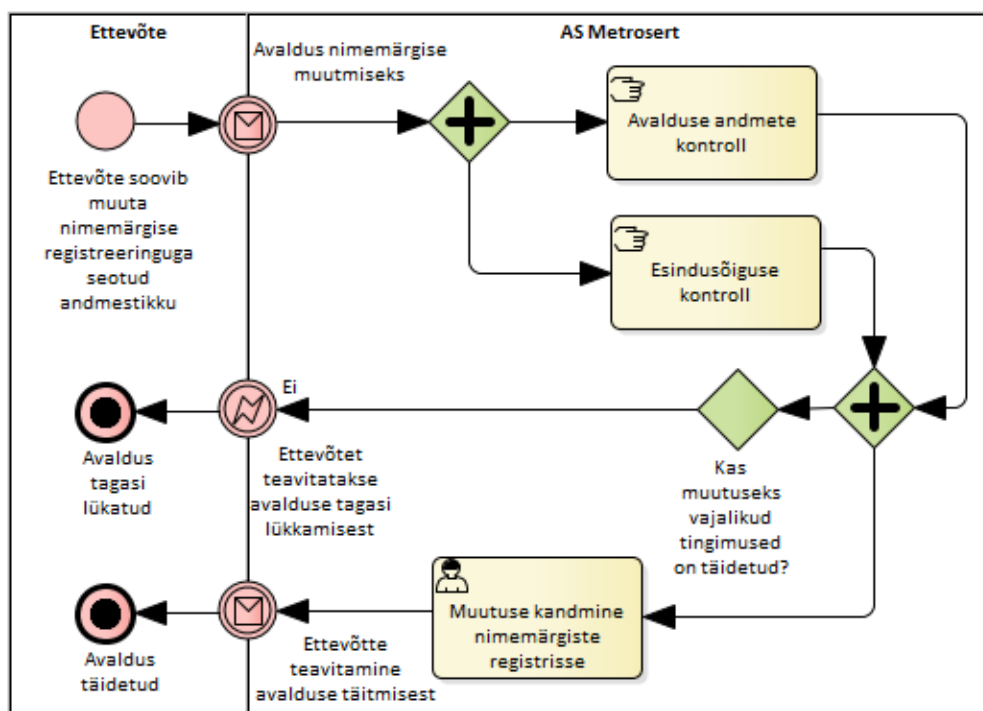 Ettevõte
AS Metrosert
Avaldus nimemärgise
muutmiseks
Avalduse andmete
kontroll
Ettevõte soovib
muuta
nimemärgise
registreeringuga
seotud
andmestikku
Esindusõiguse
kontroll
Ei
Avaldus
tagasi
lükatud
Ettevõtet
teavitatakse
avalduse tagasi
lükkamisest
Kas
muutuseks
vajalikud
tingimused
on täidetud?
Muutuse kandmine
nimemärgiste
registrisse
Avaldus
täidetud
Ettevõtte
teavitamine
avalduse täitmisest